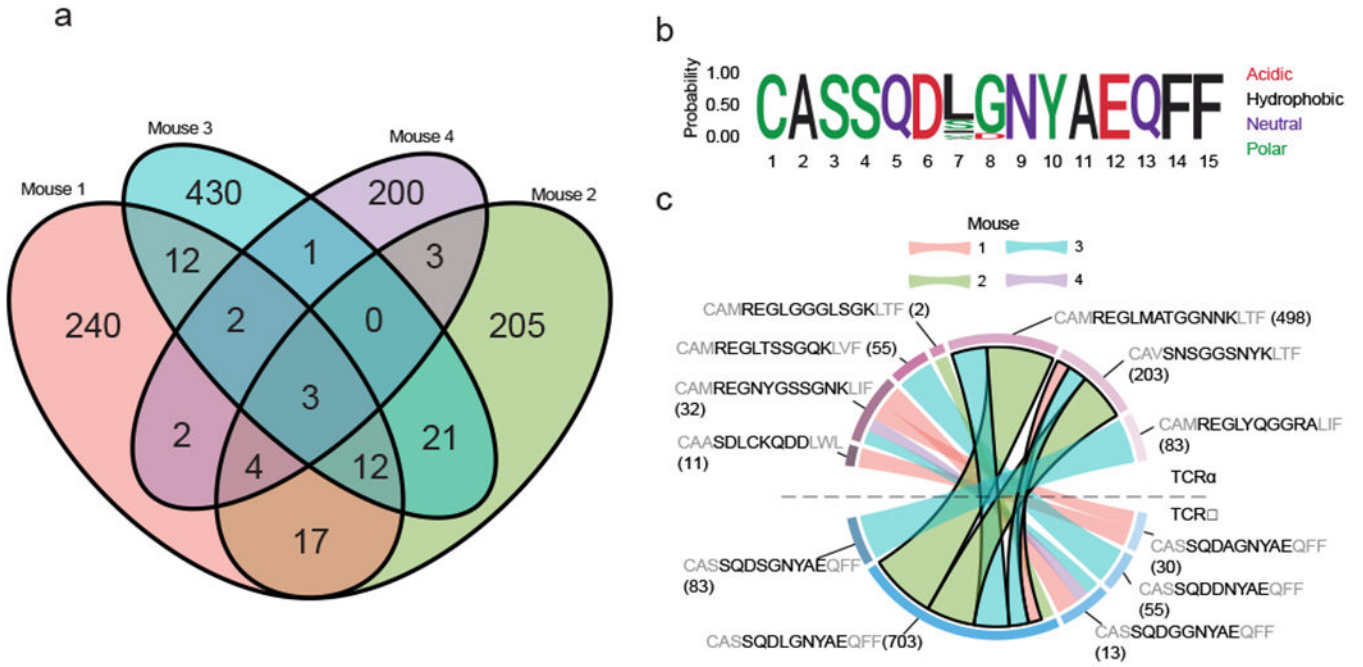 a
Mouse 3
Mouse 4
Mouse 1
Mouse 2
430
200
12
1
3
240
2
0
205
3
2
4
12
21
17
b
Probability
1.00
0.50
0.00
CASSQDLGNYAEQFF
S
D
1 2 3 4 5 6 7 8 9 10 11 12 13 14 15
Acidic
Hydrophobic
Neutral
Polar
c
Mouse
1
3
2
4
CAMREGLGGGLSGKLTF (2)
CAMREGLMATGGNNKLTF (498)
CAMREGLTSSGQKLVF (55)
CAVSNSGGSNYKLTF
(203)
CAMREGNYGSSGNKLIF
(32)
CAMREGLYQGGRALIF
(83)
CAASDLCKQDDLWL
(11)
TCRα
TCR□
CASSQDSGNYAEQFF
(83)
CASSQDAGNYAEQFF
(30)
CASSQDDNYAEQFF
(55)
CASSQDLGNYAEQFF(703)
CASSQDGGNYAEQFF
(13)